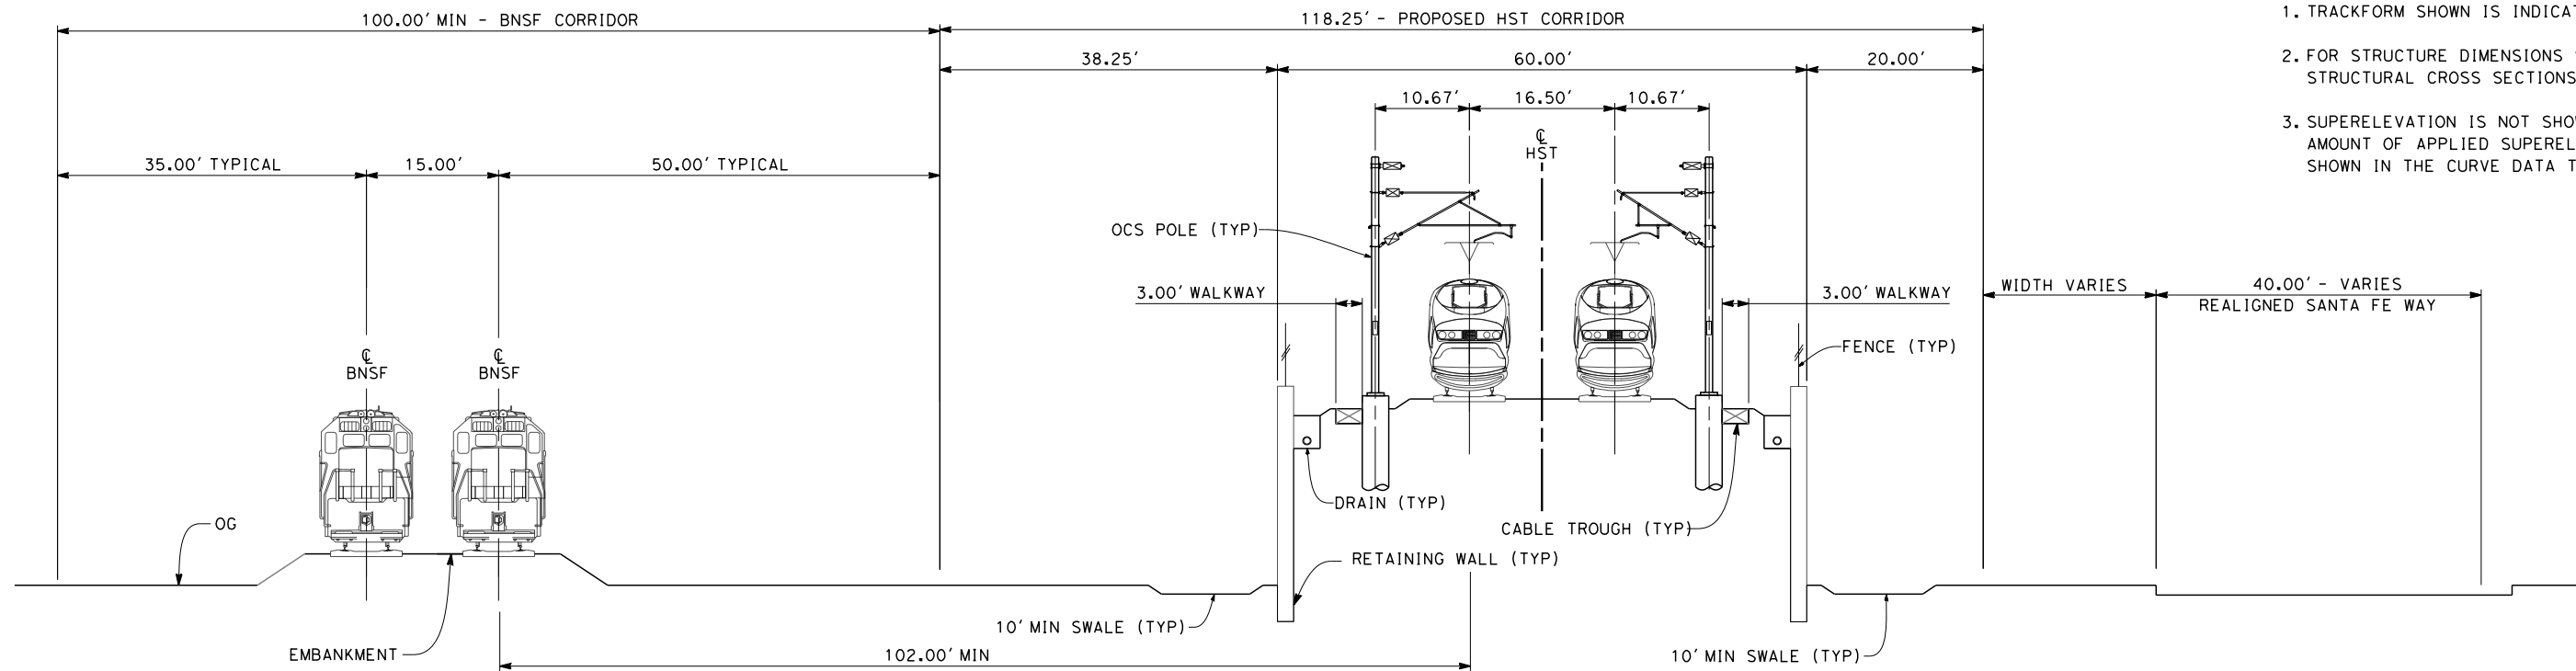 100.00' MIN - BNSF CORRIDOR
118.25' - PROPOSED HST CORRIDOR
38.25'
60.00'
20.00'
10.67'
16.50'
10.67'
℄
HST
35.00' TYPICAL
15.00'
50.00' TYPICAL
OCS POLE (TYP)
3.00' WALKWAY
3.00' WALKWAY
WIDTH VARIES
40.00' - VARIES
REALIGNED SANTA FE WAY
℄
BNSF
℄
BNSF
FENCE (TYP)
OG
DRAIN (TYP)
CABLE TROUGH (TYP)
RETAINING WALL (TYP)
10' MIN SWALE (TYP)
EMBANKMENT
102.00' MIN
10' MIN SWALE (TYP)
1. TRACKFORM SHOWN IS
2. FOR STRUCTURE DIMENSIONS
STRUCTURAL CROSS SECTIONS
3. SUPERELEVATION IS NOT
AMOUNT OF APPLIED
SHOWN IN THE CURVE DATA